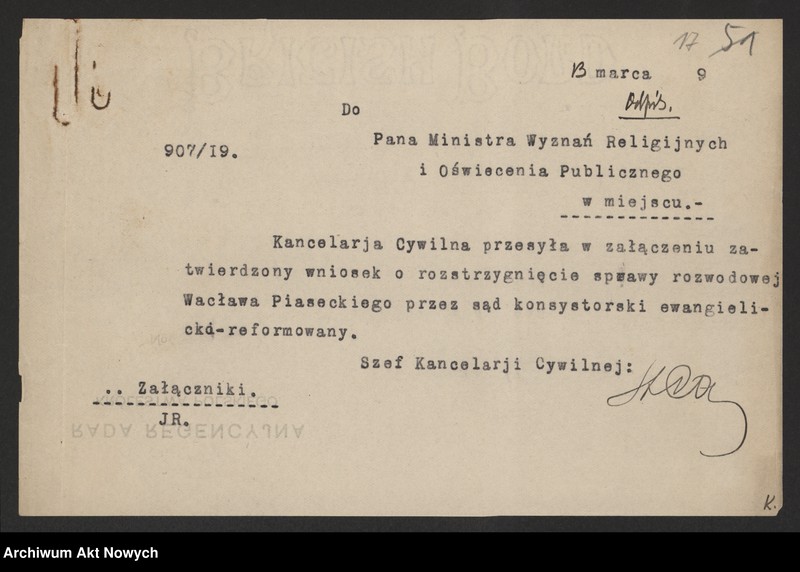 17 51
13 marca 9
Odpis.
Do
907/19.
Pana Ministra Wyznań Religijnych
i Oświecenia Publicznego
w miejscu.-
Kancelarja Cywilna przesyła w załączeniu za-
twierdzony wniosek o rozstrzygnięcie sprawy rozwodowej
Wacława Piaseckiego przez sąd konsystorski ewangieli-
cko-reformowany.
Szef Kancelarji Cywilnej:
.. Załączniki.
JR.
KRÓLESTWA POLSKIEGO
RADA REGENCYJNA
K.
Archiwum Akt Nowych